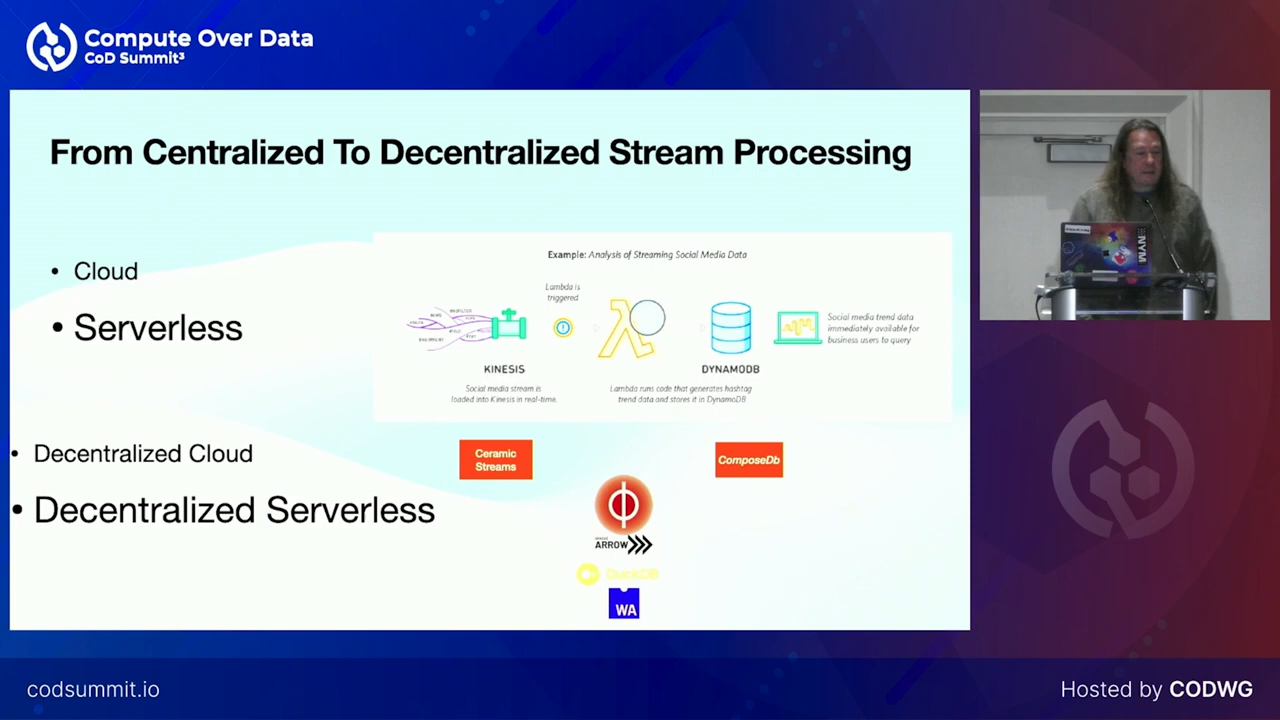 Compute Over Data
CoD Summit³
From Centralized To Decentralized Stream Processing
• Cloud
• Serverless
Example: Analysis of Streaming Social Media Data
Lambda is
triggered
Social media trend data
immediately available for
business users to query
KINESIS
DYNAMODB
Social media stream is
loaded into Kinesis in real-time.
Lambda runs code that generates hashtag
trend data and stores it in DynamoDB
• Decentralized Cloud
• Decentralized Serverless
Ceramic
Streams
ComposeDb
ARROW
DuckDB
WA
NYM
codsummit.io
Hosted by CODWG